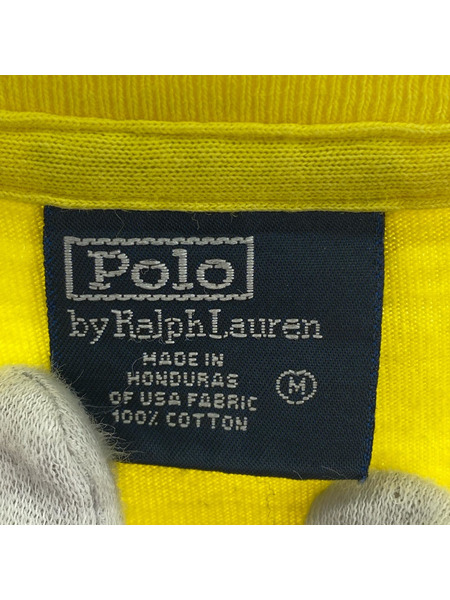 Polo
by Ralph Lauren
MADE IN
HONDURAS
OF USA FABRIC
100% COTTON
M